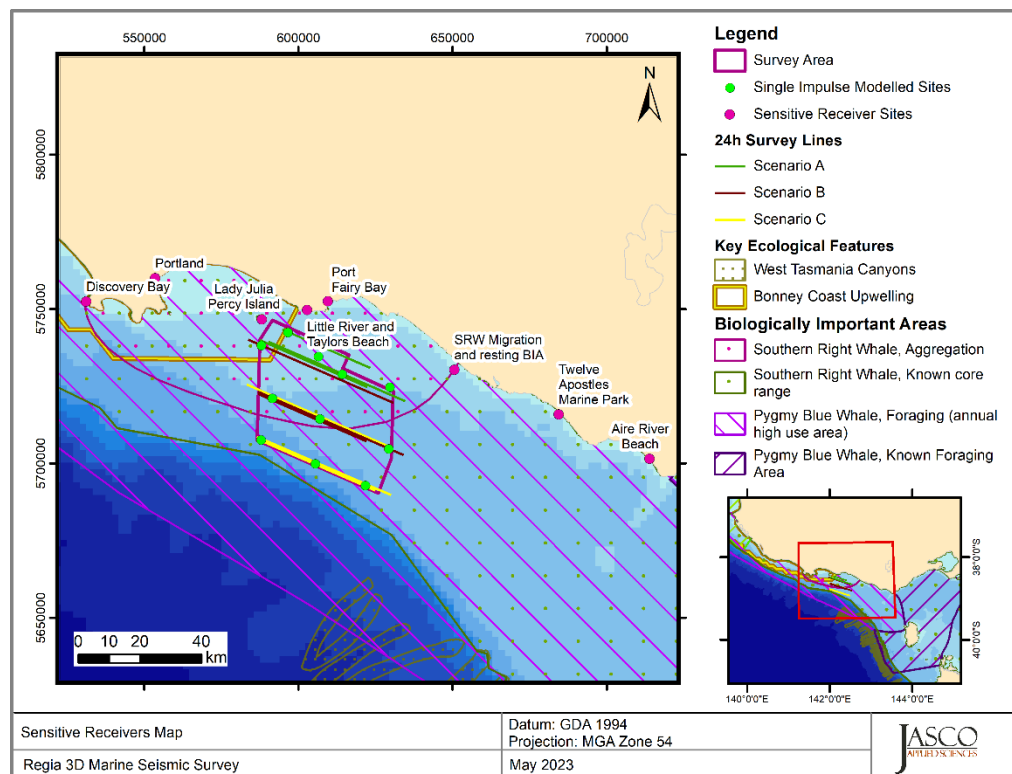 550000 600000 650000 700000
5800000
5750000
5700000
5650000
N
Portland
Discovery Bay
Lady Julia
Percy Island
Port
Fairy Bay
Little River and
Taylors Beach
SRW Migration
and resting BIA
Twelve
Apostles
Marine Park
Aire River
Beach
0 10 20 40
km
Legend
Survey Area
Single Impulse Modelled Sites
Sensitive Receiver Sites
24h Survey Lines
Scenario A
Scenario B
Scenario C
Key Ecological Features
West Tasmania Canyons
Bonney Coast Upwelling
Biologically Important Areas
Southern Right Whale, Aggregation
Southern Right Whale, Known core
range
Pygmy Blue Whale, Foraging (annual
high use area)
Pygmy Blue Whale, Known Foraging
Area
38°0'0"S
40°0'0"S
140°0'0"E 142°0'0"E 144°0'0"E
Sensitive Receivers Map
Regia 3D Marine Seismic Survey
Datum: GDA 1994
Projection: MGA Zone 54
May 2023
JASCO
APPLIED SCIENCES